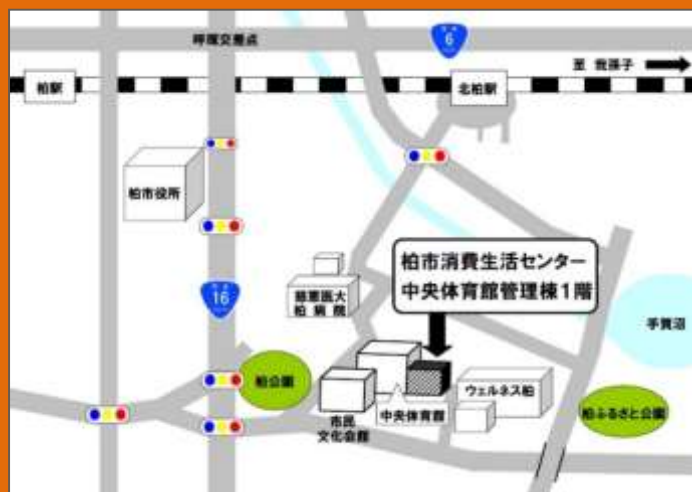 呼塚交差点
6
至 我孫子
柏駅
北柏駅
柏市役所
柏市消費生活センター
中央体育館管理棟1階
16
慈恵医大
柏病院
手賀沼
柏公園
ウェルネス柏
柏ふるさと公園
中央体育館
市民
文化会館